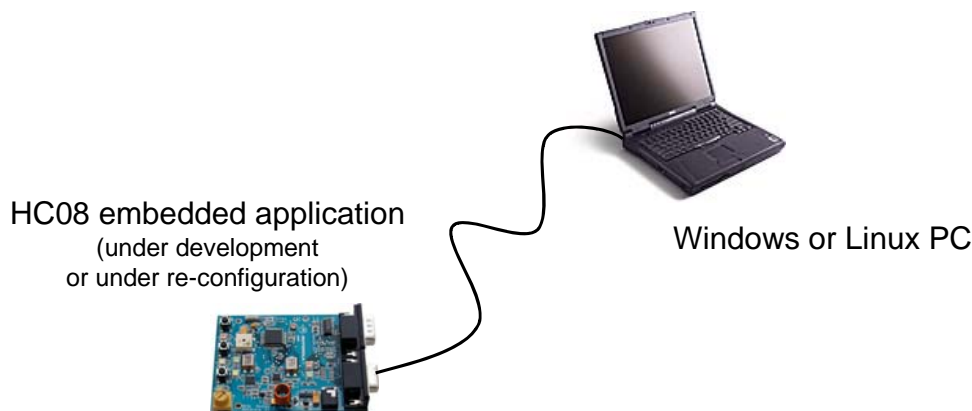 HC08 embedded application
(under development
or under re-configuration)
Windows or Linux PC